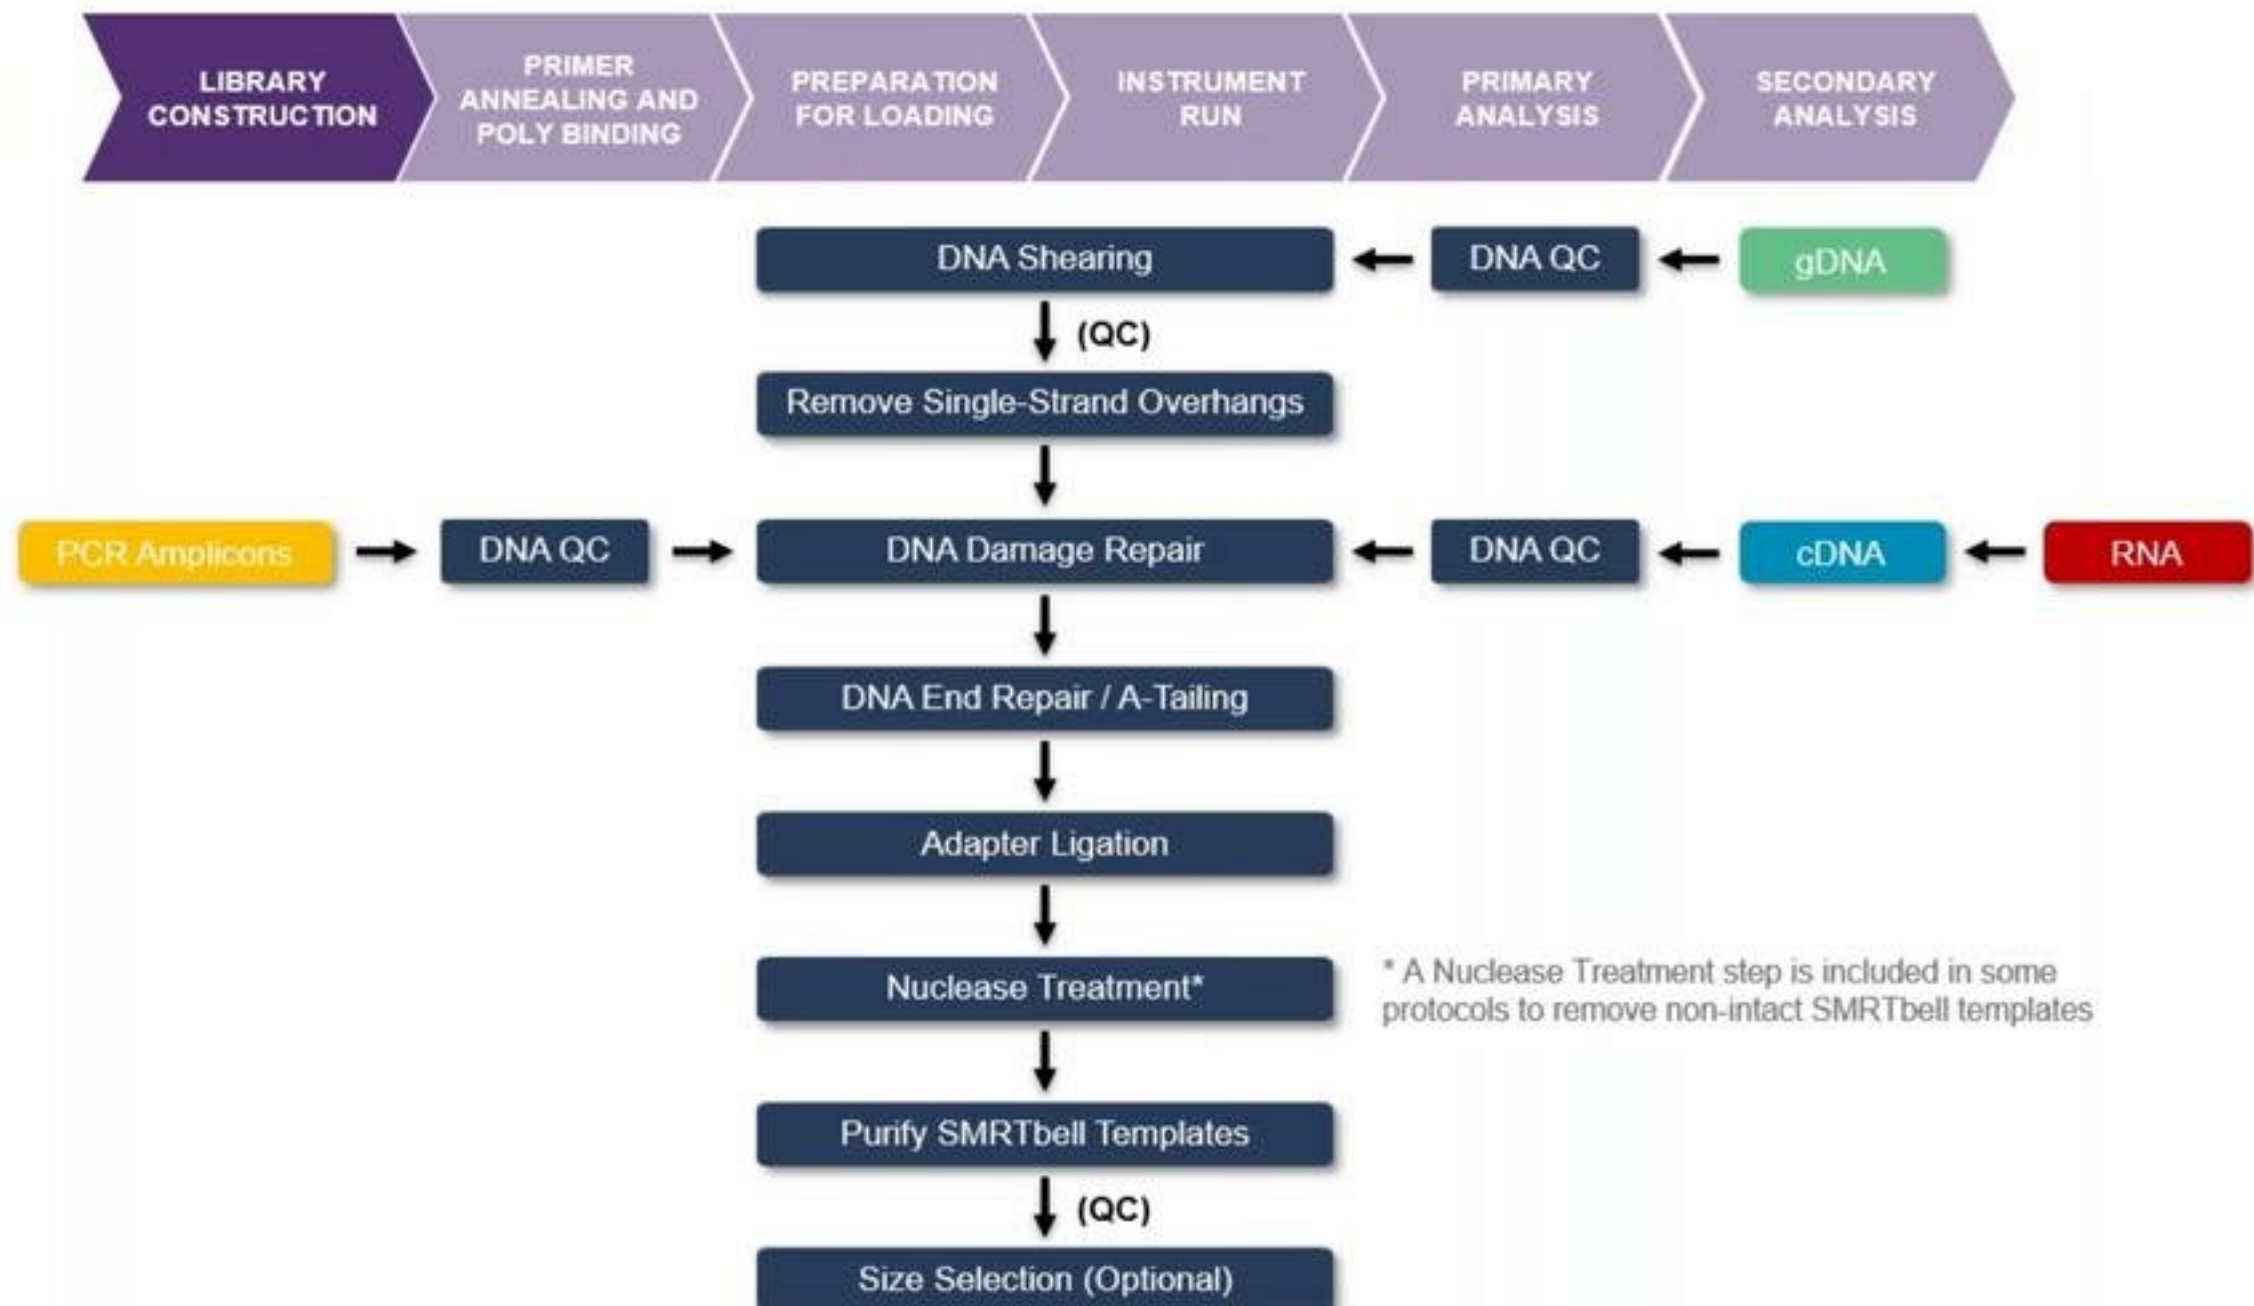 LIBRARY
CONSTRUCTION
PRIMER
ANNEALING AND
POLY BINDING
PREPARATION
FOR LOADING
INSTRUMENT
RUN
PRIMARY
ANALYSIS
SECONDARY
ANALYSIS
DNA Shearing
DNA QC
gDNA
(QC)
Remove Single-Strand Overhangs
PCR Amplicons
DNA QC
DNA Damage Repair
DNA QC
cDNA
RNA
DNA End Repair / A-Tailing
Adapter Ligation
Nuclease Treatment*
* A Nuclease Treatment step is included in some
protocols to remove non-intact SMRTbell templates
Purify SMRTbell Templates
(QC)
Size Selection (Optional)